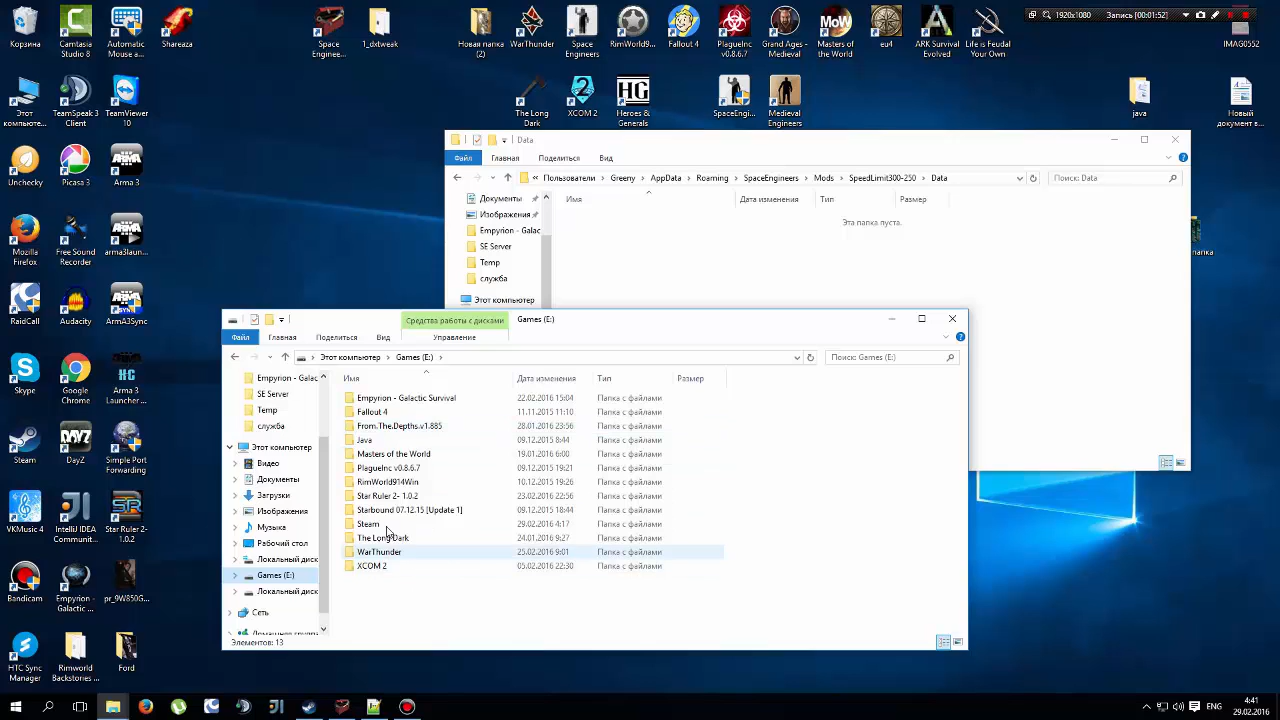 1920x
Запись [00:01:52
Корзина
Camtasia Studio 8
Automatic Mouse a...
Shareaza
Space Enginee...
1_dxtweak
Новая папка (2)
WarThunder
Space Engineers
RimWorld9...
Fallout 4
PlagueInc v0.8.6.7
Grand Ages - Medieval
Masters of the World
eu4
ARK Survival Evolved
Life is Feudal Your Own
IMAG0552
Этот компьюте...
TeamSpeak 3 Client
TeamViewer 10
The Long Dark
XCOM 2
Heroes & Generals
SpaceEngi...
Medieval Engineers
java
Новый документ в...
Unchecky
Picasa 3
Arma 3
Mozilla Firefox
Free Sound Recorder
arma3launc...
RaidCall
Audacity
ArmA3Sync
Skype
Google Chrome
Arma 3 Launcher ...
Steam
DayZ
Simple Port Forwarding
VKMusic 4
IntelliJ IDEA Communit...
Star Ruler 2- 1.0.2
Bandicam
Empyrion - Galactic ...
pr_9W850G...
HTC Sync Manager
Rimworld Backstories ...
Ford
папка
Data
Файл
Главная
Поделиться
Вид
« Пользователи
Greeny
AppData
Roaming
SpaceEngineers
Mods
SpeedLimit300-250
Data
Поиск: Data
Имя
Дата изменения
Тип
Размер
Эта папка пуста.
Документы
Изображения
Empyrion - Galac
SE Server
Temp
служба
Этот компьютер
Средства работы с дисками
Games (E:)
Файл
Главная
Поделиться
Вид
Управление
Этот компьютер
Games (E:)
Поиск: Games (E:)
Имя
Дата изменения
Тип
Размер
Empyrion - Galac
SE Server
Temp
служба
Этот компьютер
Видео
Документы
Загрузки
Изображения
Музыка
Рабочий стол
Локальный диск
Games (E:)
Локальный диск
Сеть
Домашняя группа
Empyrion - Galactic Survival 22.02.2016 15:04 Папка с файлами
Fallout 4 11.11.2015 11:10 Папка с файлами
From.The.Depths.v1.885 28.01.2016 23:56 Папка с файлами
Java 09.12.2015 8:44 Папка с файлами
Masters of the World 19.01.2016 6:00 Папка с файлами
PlagueInc v0.8.6.7 09.12.2015 19:21 Папка с файлами
RimWorld914Win 10.12.2015 19:26 Папка с файлами
Star Ruler 2- 1.0.2 23.02.2016 22:56 Папка с файлами
Starbound 07.12.15 [Update 1] 09.12.2015 18:44 Папка с файлами
Steam 29.02.2016 4:17 Папка с файлами
The Long Dark 24.01.2016 9:27 Папка с файлами
WarThunder 25.02.2016 9:01 Папка с файлами
XCOM 2 05.02.2016 22:30 Папка с файлами
Элементов: 13
ENG
4:41
29.02.2016